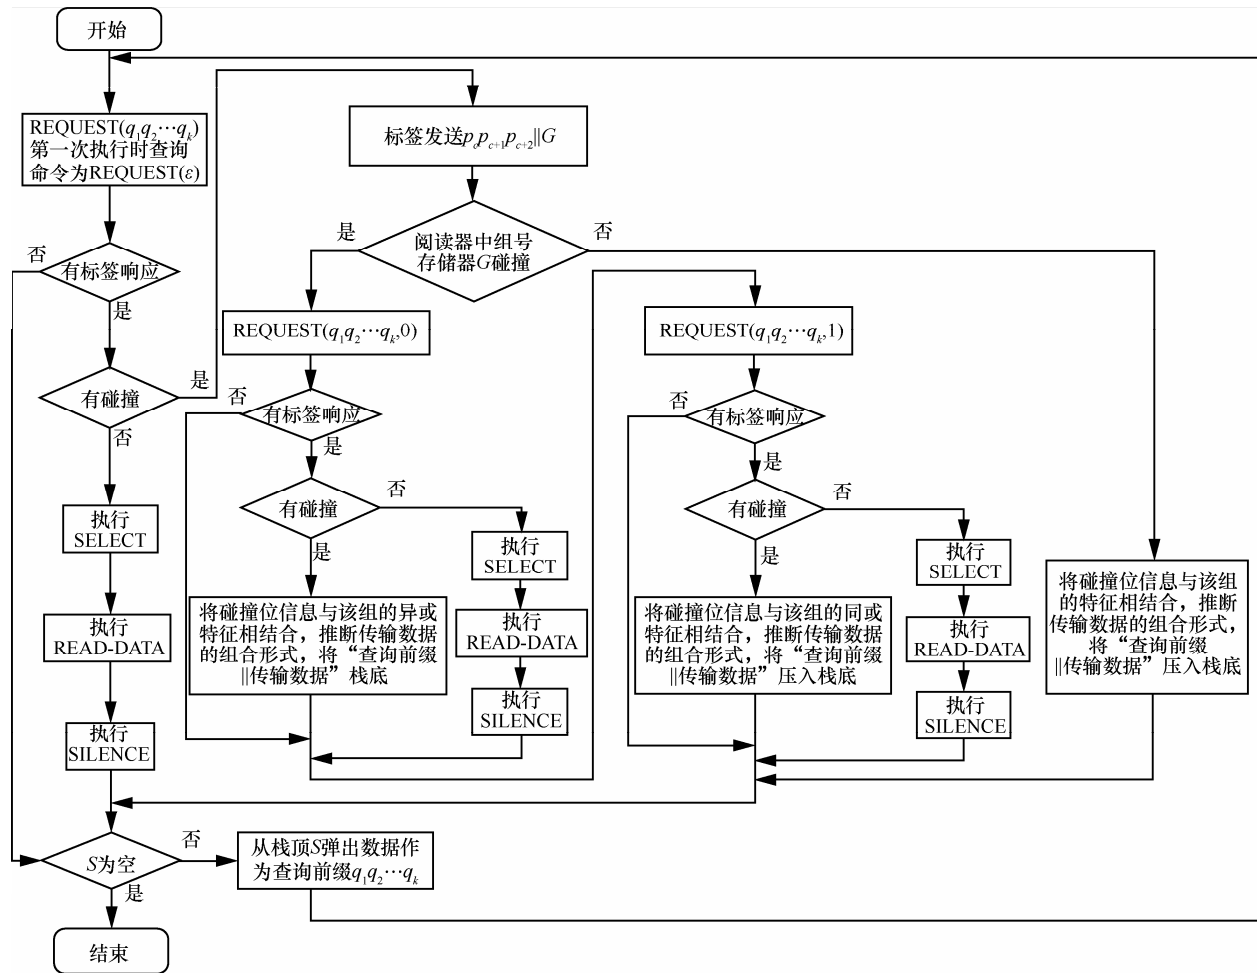 开始
REQUEST(q₁q₂⋯qₖ)
第一次执行时查询
命令为REQUEST(ε)
否
有标签响应
是
有碰撞
是
否
执行
SELECT
执行
READ-DATA
执行
SILENCE
S为空
否
是
结束
从栈顶S弹出数据作
为查询前缀q₁q₂⋯qₖ
标签发送p_c p_{c+1} p_{c+2}||G
阅读器中组号
存储器G碰撞
是
否
REQUEST(q₁q₂⋯qₖ,0)
否
有标签响应
是
有碰撞
否
是
执行
SELECT
执行
READ-DATA
执行
SILENCE
将碰撞位信息与该组的异或
特征相结合，推断传输数据
的组合形式，将“查询前缀
||传输数据”栈底
REQUEST(q₁q₂⋯qₖ,1)
否
有标签响应
是
有碰撞
否
是
执行
SELECT
执行
READ-DATA
执行
SILENCE
将碰撞位信息与该组的同或
特征相结合，推断传输数据
的组合形式，将“查询前缀
||传输数据”压入栈底
将碰撞位信息与该组
的特征相结合，推断
传输数据的组合形式，
将“查询前缀
||传输数据”压入栈底